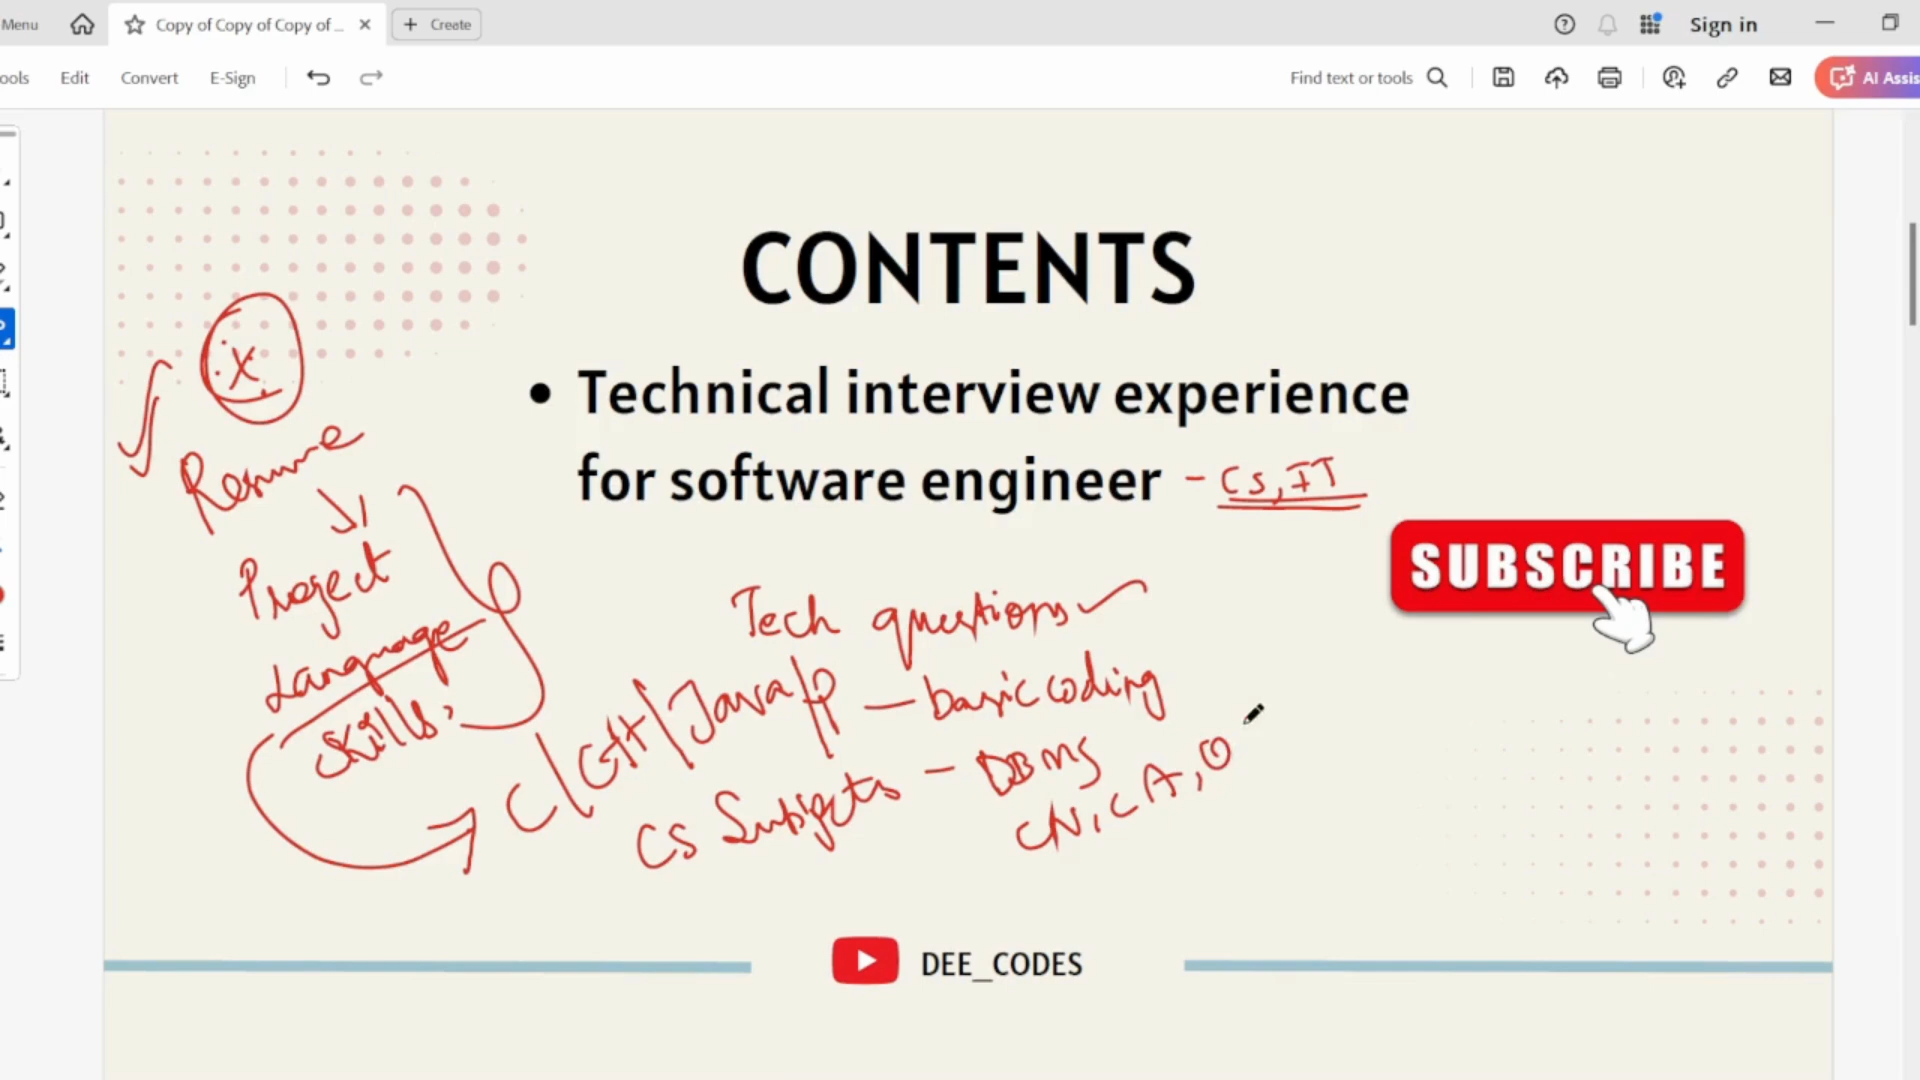 Menu
Copy of Copy of Copy of ...
Create
Sign in
ools
Edit
Convert
E-Sign
Find text or tools
AI Assis
CONTENTS
• Technical interview experience
for software engineer - CS, IT
X
Resume
Project
Language
Skills
SUBSCRIBE
Tech questions
C/C++/Java/P - basic coding
CS Subjects - DBMS
CN, CA, O
DEE_CODES